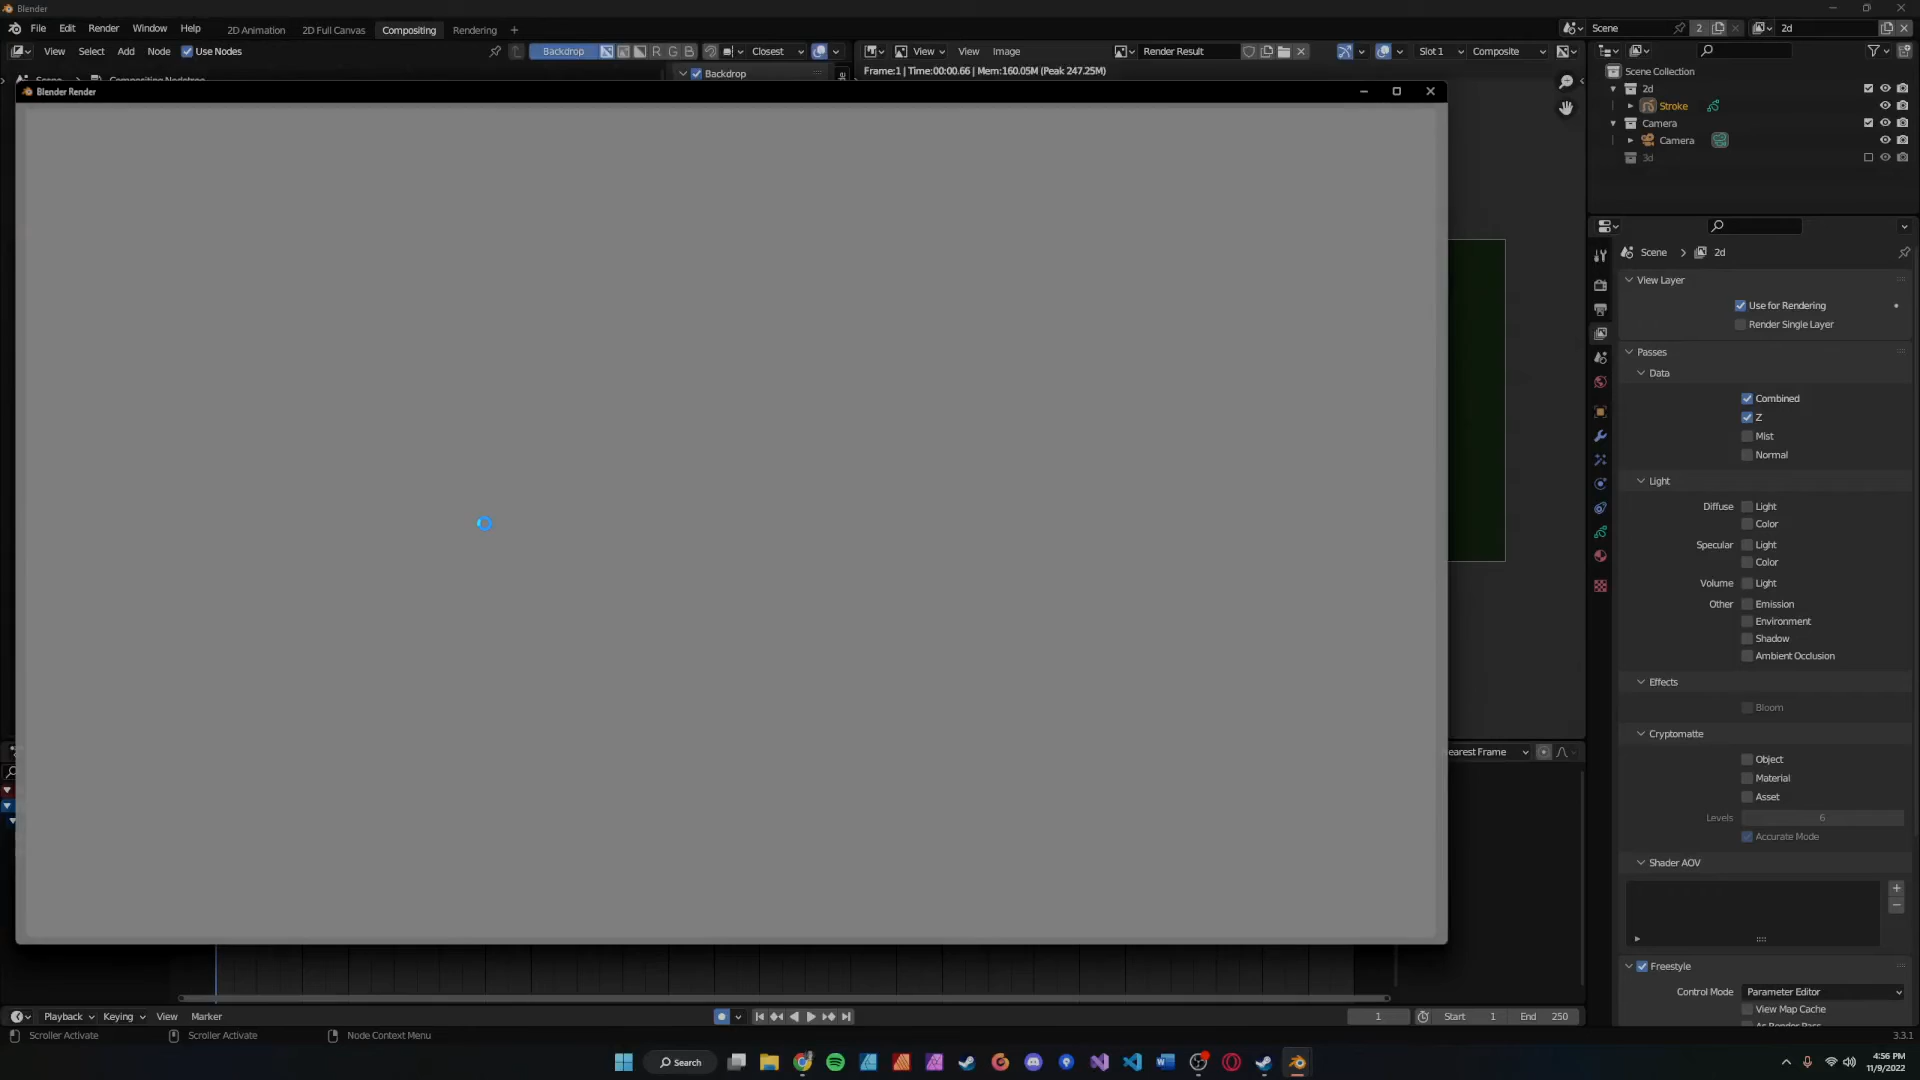 Blender
File Edit Render Window Help 2D Animation 2D Full Canvas Compositing Rendering + Scene 2 2d
View Select Add Node Use Nodes Backdrop R G B Closest View View Image Render Result Slot 1 Composite
Frame:1 | Time:00:00.66 | Mem:160.05M (Peak 247.25M)
Backdrop
Blender Render
Scene Collection
2d
Stroke
Camera
Camera
3d
Scene > 2d
View Layer
Use for Rendering
Render Single Layer
Passes
Data
Combined
Z
Mist
Normal
Light
Diffuse Light
Color
Specular Light
Color
Volume Light
Other Emission
Environment
Shadow
Ambient Occlusion
Effects
Bloom
Cryptomatte
Object
Material
Asset
Levels 6
Accurate Mode
Shader AOV
Freestyle
Control Mode Parameter Editor
View Map Cache
earest Frame
Playback Keying View Marker 1 Start 1 End 250
Scroller Activate Scroller Activate Node Context Menu 3.3.1
Search
4:56 PM
11/9/2022